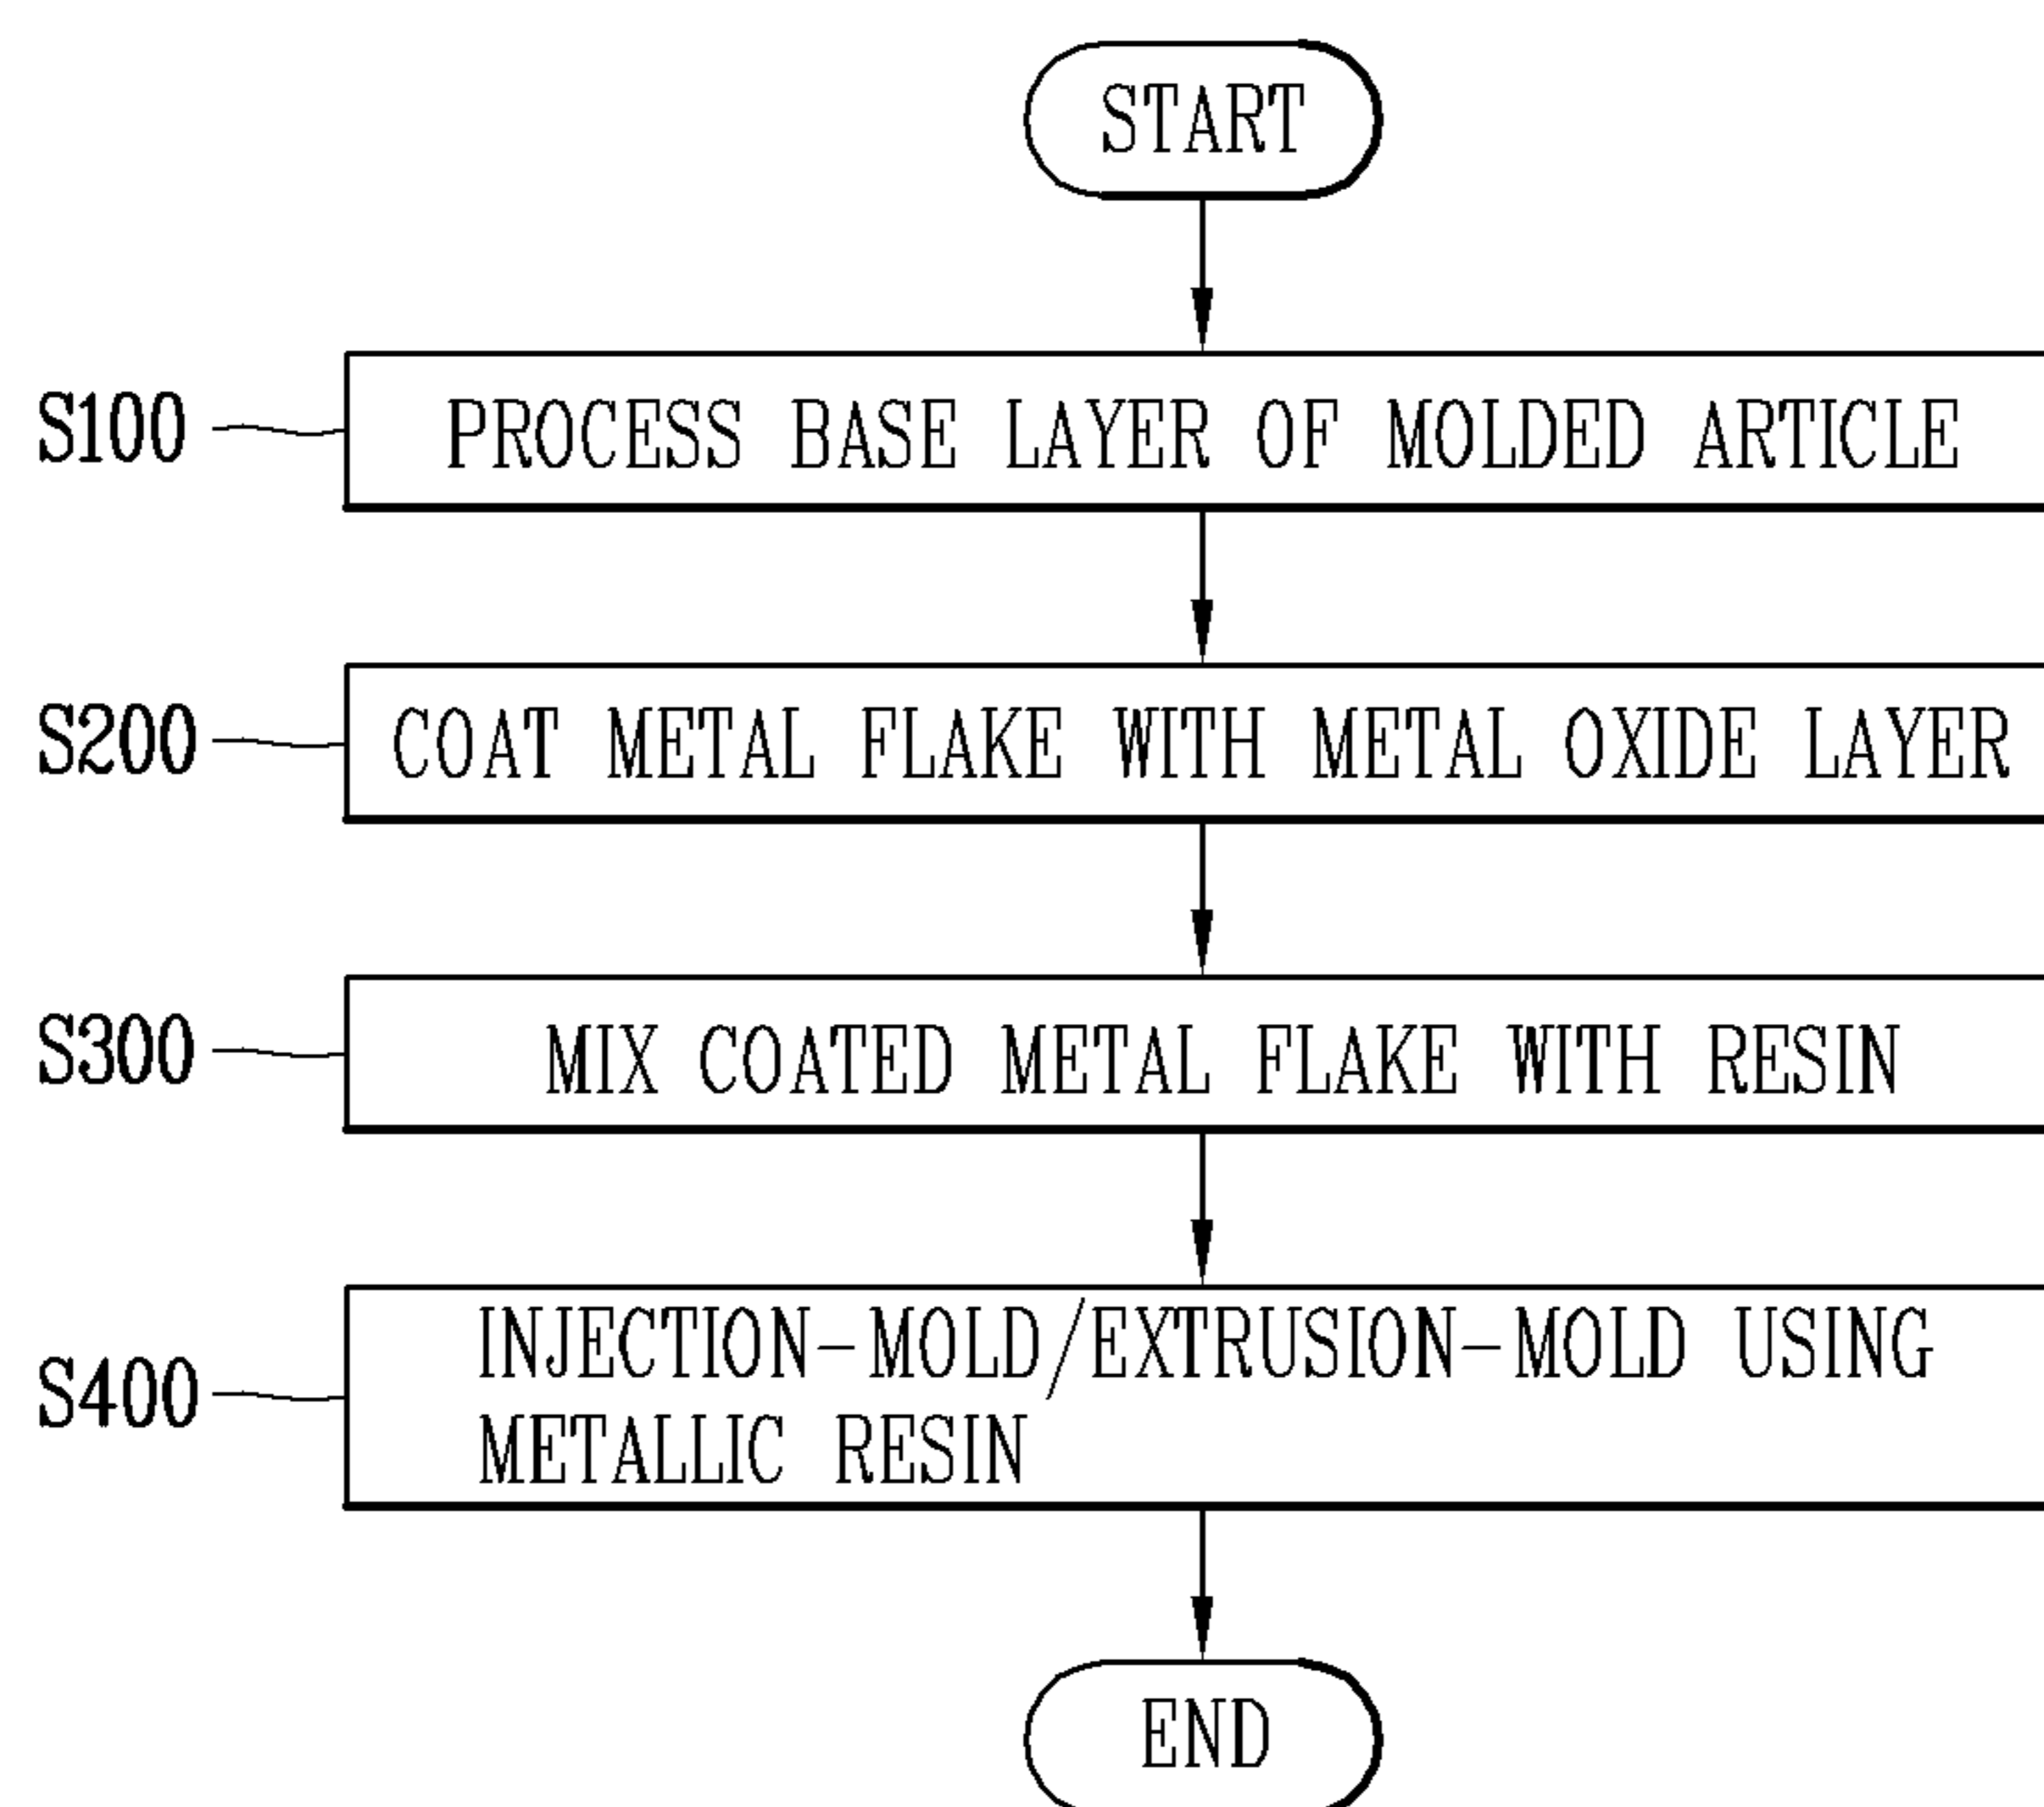 START
S100 PROCESS BASE LAYER OF MOLDED ARTICLE
S200 COAT METAL FLAKE WITH METAL OXIDE LAYER
S300 MIX COATED METAL FLAKE WITH RESIN
S400 INJECTION-MOLD/EXTRUSION-MOLD USING
METALLIC RESIN
END